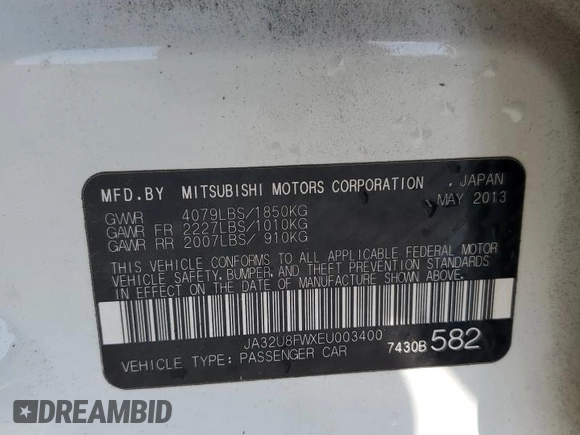 MFD.BY MITSUBISHI MOTORS CORPORATION , JAPAN
MAY 2013
GVWR 4079LBS/1850KG
GAWR FR 2227LBS/1010KG
GAWR RR 2007LBS/ 910KG
THIS VEHICLE CONFORMS TO ALL APPLICABLE FEDERAL MOTOR
VEHICLE SAFETY, BUMPER, AND THEFT PREVENTION STANDARDS
IN EFFECT ON THE DATE OF MANUFACTURE SHOWN ABOVE.
JA32U8FWXEU003400
VEHICLE TYPE: PASSENGER CAR 7430B 582
DREAMBID